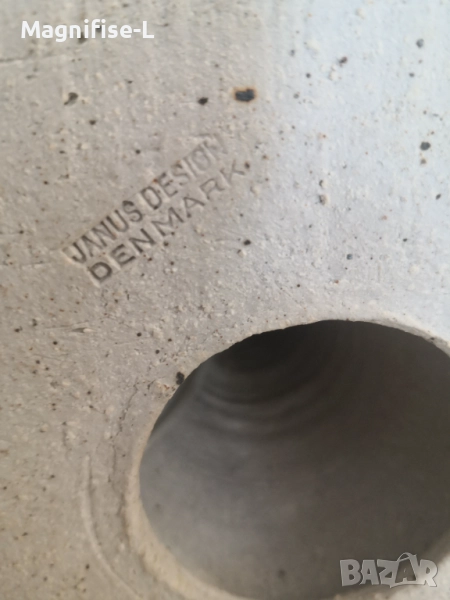 Magnifise-L
JANUS DESIGN
DENMARK
BAZAR